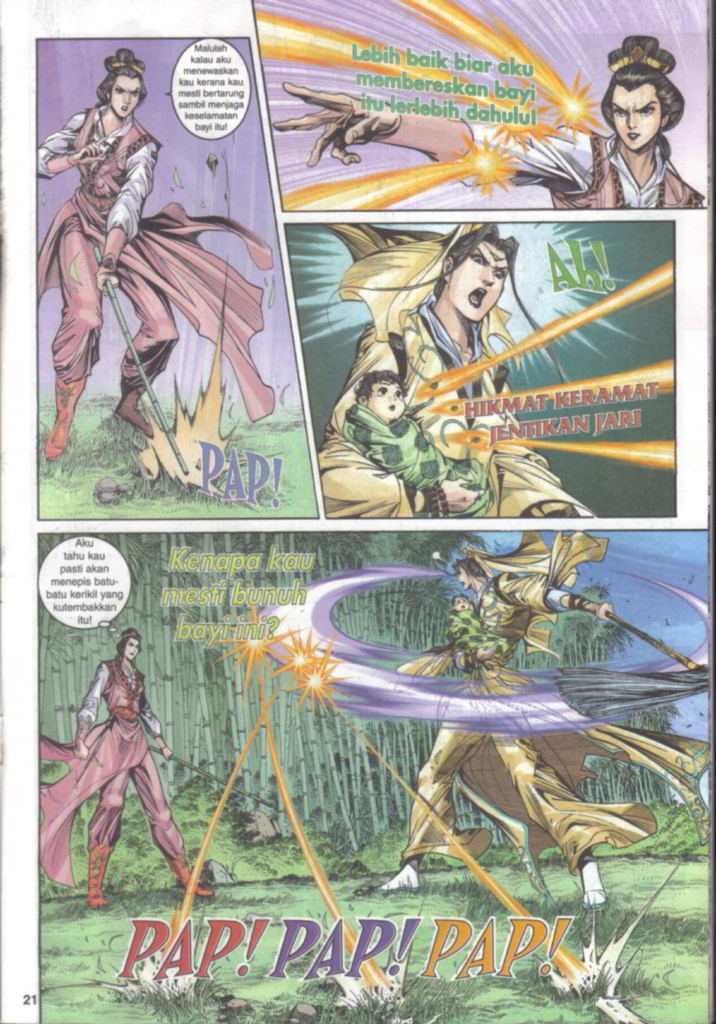 Malulah
kalau aku
menewaskan
kau kerana kau
mesti bertarung
sambil menjaga
keselamatan
bayi itu!
PAP!
Lebih baik biar aku
membereskan bayi
itu terlebih dahulu!
Ah!
HIKMAT KERAMAT
JENTIKAN JARI
Aku
tahu kau
pasti akan
menepis batu-
batu kerikil yang
kutembakkan
itu!
Kenapa kau
mesti bunuh
bayi ini?
PAP! PAP! PAP!
21